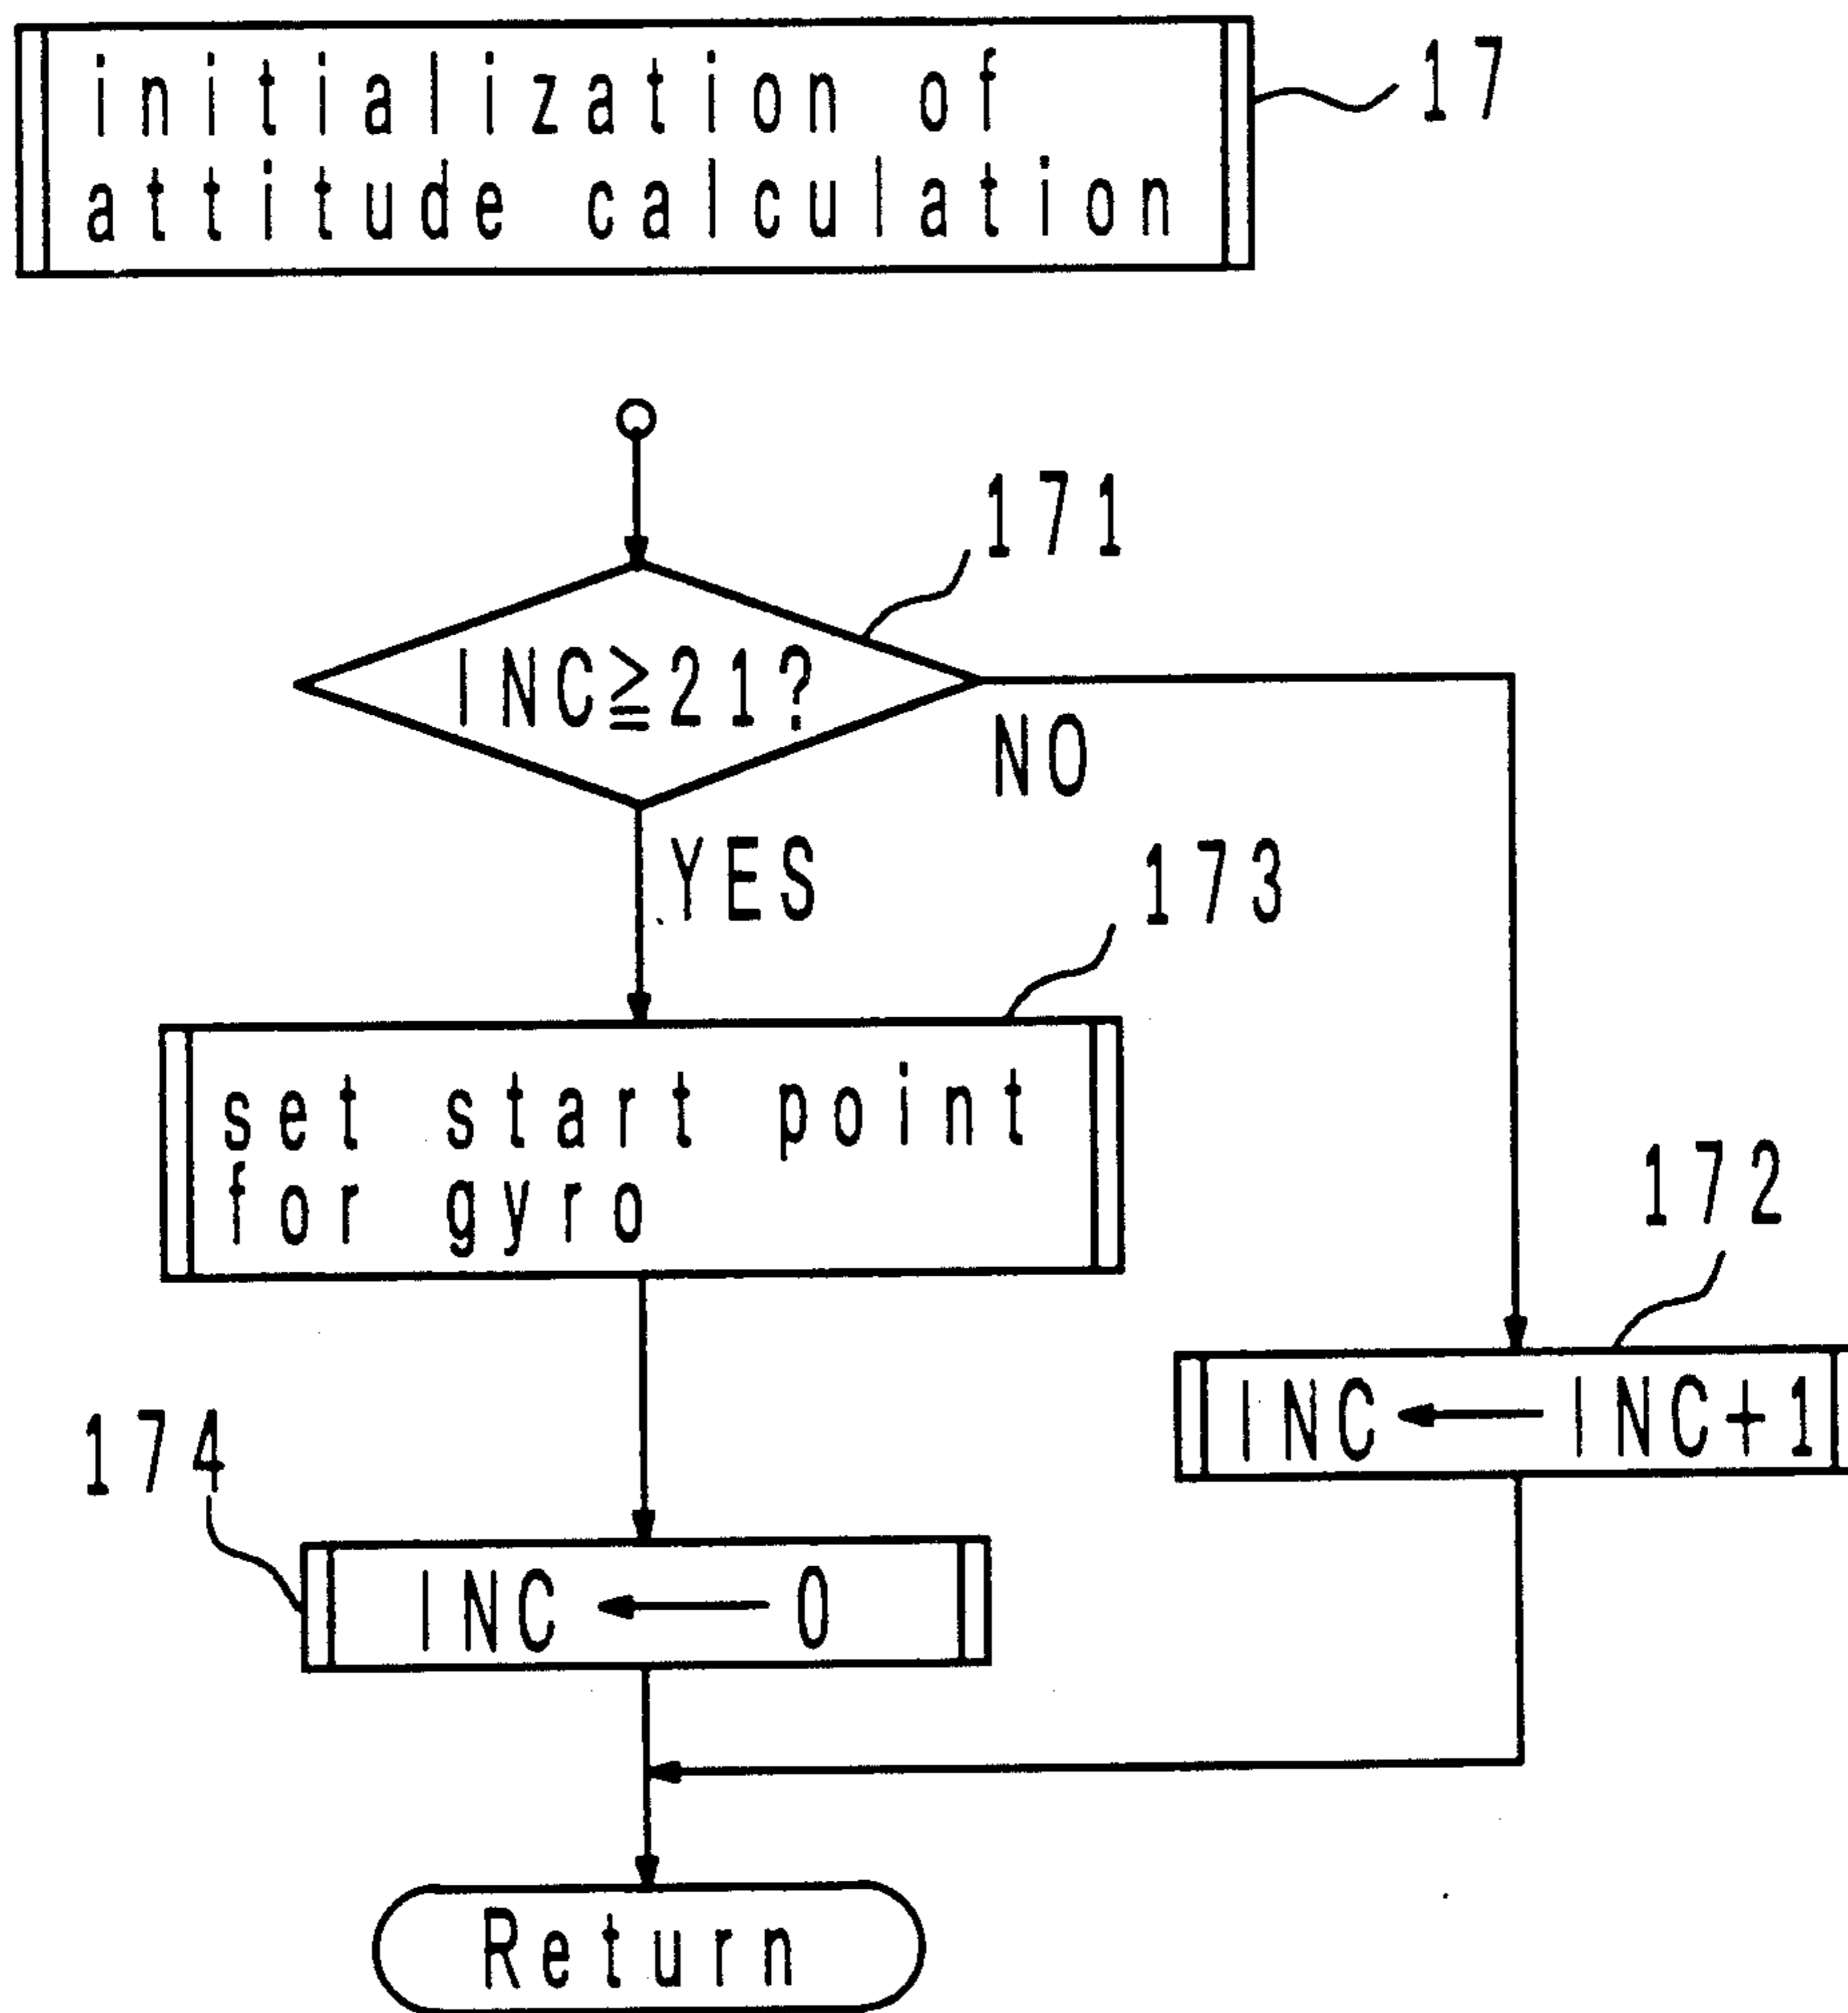 initialization of
attitude calculation
17
171
INC≧21?
NO
YES
173
set start point
for gyro
172
INC ← INC+1
174
INC ← 0
Return